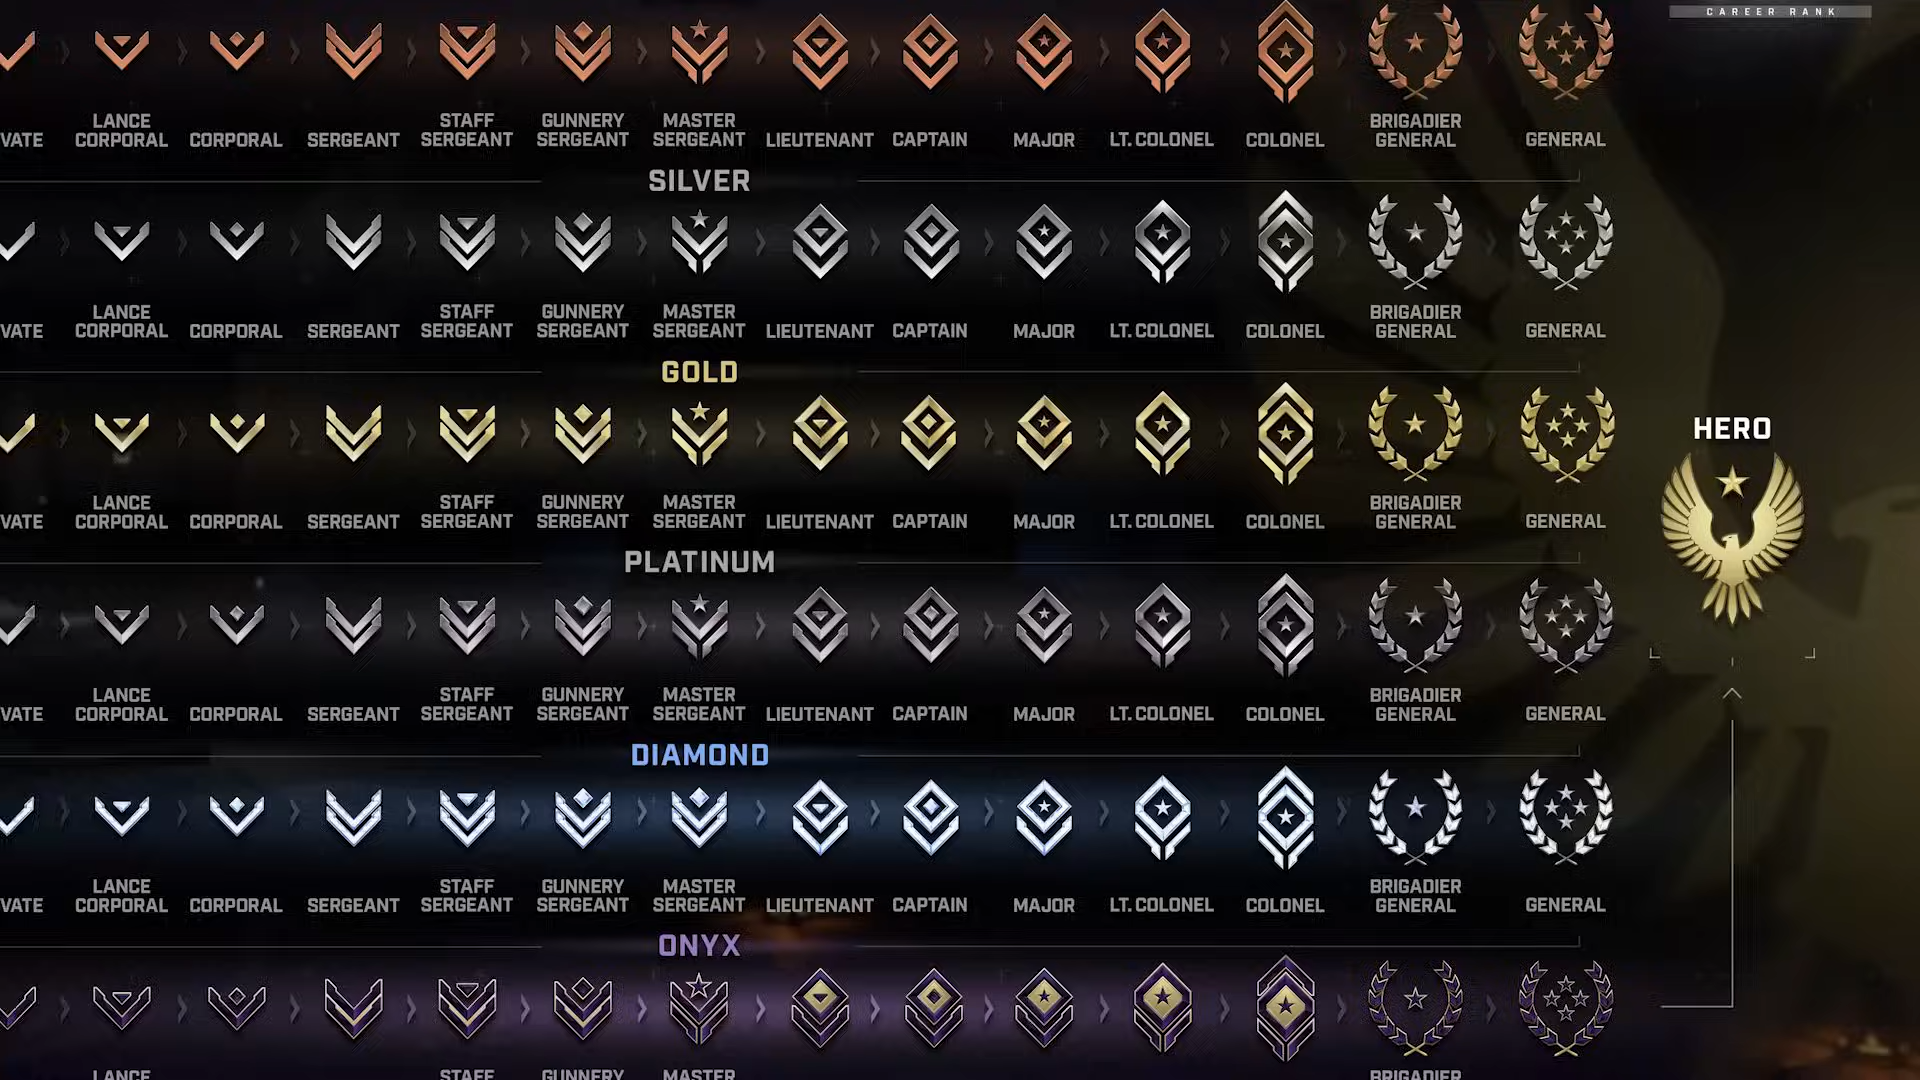 CAREER RANK
VATE LANCE CORPORAL CORPORAL SERGEANT STAFF SERGEANT GUNNERY SERGEANT MASTER SERGEANT LIEUTENANT CAPTAIN MAJOR LT. COLONEL COLONEL BRIGADIER GENERAL GENERAL
SILVER
VATE LANCE CORPORAL CORPORAL SERGEANT STAFF SERGEANT GUNNERY SERGEANT MASTER SERGEANT LIEUTENANT CAPTAIN MAJOR LT. COLONEL COLONEL BRIGADIER GENERAL GENERAL
GOLD
HERO
VATE LANCE CORPORAL CORPORAL SERGEANT STAFF SERGEANT GUNNERY SERGEANT MASTER SERGEANT LIEUTENANT CAPTAIN MAJOR LT. COLONEL COLONEL BRIGADIER GENERAL GENERAL
PLATINUM
VATE LANCE CORPORAL CORPORAL SERGEANT STAFF SERGEANT GUNNERY SERGEANT MASTER SERGEANT LIEUTENANT CAPTAIN MAJOR LT. COLONEL COLONEL BRIGADIER GENERAL GENERAL
DIAMOND
VATE LANCE CORPORAL CORPORAL SERGEANT STAFF SERGEANT GUNNERY SERGEANT MASTER SERGEANT LIEUTENANT CAPTAIN MAJOR LT. COLONEL COLONEL BRIGADIER GENERAL GENERAL
ONYX
LANCE STAFF GUNNERY MASTER BRIGADIER